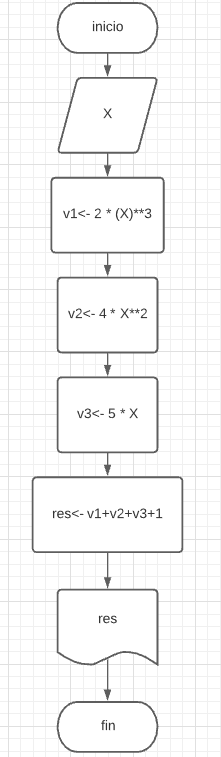 inicio
X
v1<- 2 * (X)**3
v2<- 4 * X**2
v3<- 5 * X
res<- v1+v2+v3+1
res
fin